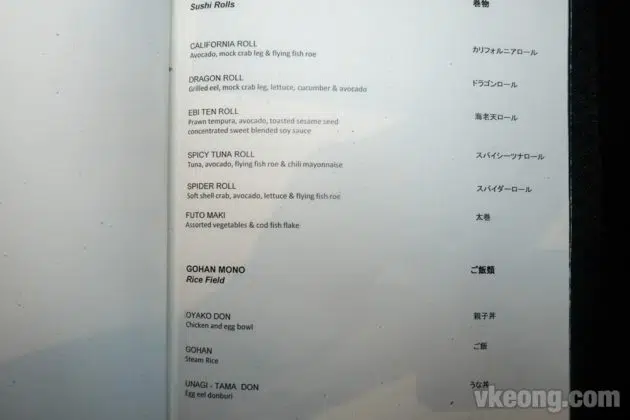 Sushi Rolls 巻物
CALIFORNIA ROLL カリフォルニアロール
Avocado, mock crab leg & flying fish roe
DRAGON ROLL ドラゴンロール
Grilled eel, mock crab leg, lettuce, cucumber & avocado
EBI TEN ROLL 海老天ロール
Prawn tempura, avocado, toasted sesame seed
concentrated sweet blended soy sauce
SPICY TUNA ROLL スパイシーツナロール
Tuna, avocado, flying fish roe & chili mayonnaise
SPIDER ROLL スパイダーロール
Soft shell crab, avocado, lettuce & flying fish roe
FUTO MAKI 太巻
Assorted vegetables & cod fish flake
GOHAN MONO ご飯類
Rice Field
OYAKO DON 親子丼
Chicken and egg bowl
GOHAN ご飯
Steam Rice
UNAGI - TAMA DON うな丼
Egg eel donburi
vkeong.com